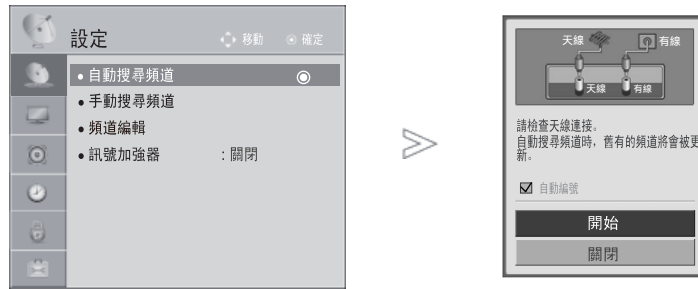 設定
移動
確定
自動搜尋頻道
手動搜尋頻道
頻道編輯
訊號加強器 : 關閉
天線
有線
天線
有線
請檢查天線連接。
自動搜尋頻道時，舊有的頻道將會被更
新。
自動編號
開始
關閉